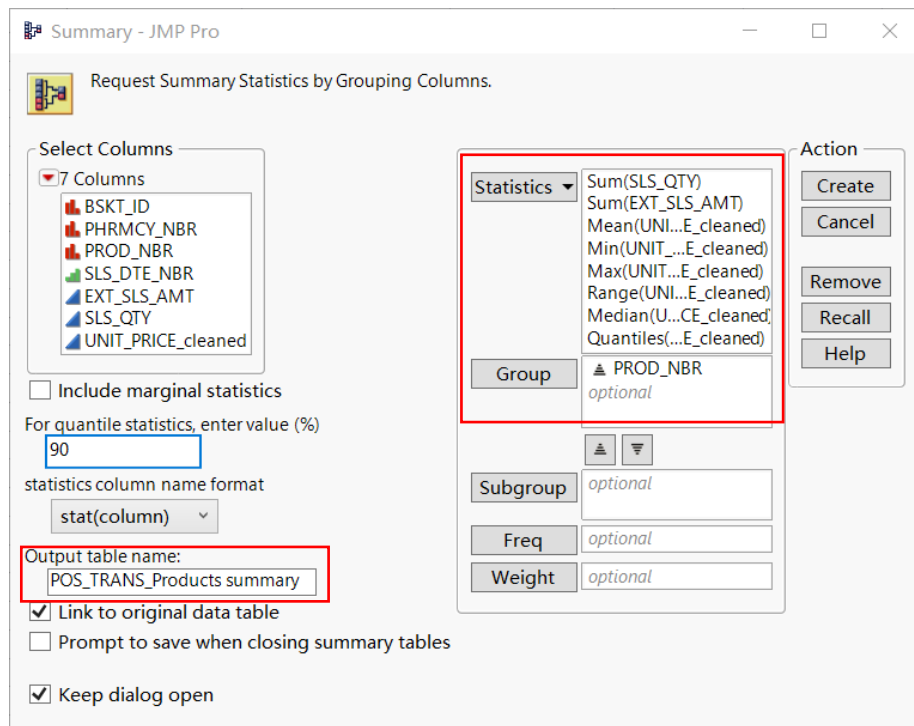 Summary - JMP Pro
Request Summary Statistics by Grouping Columns.
Select Columns
7 Columns
BSKT_ID
PHRMCY_NBR
PROD_NBR
SLS_DTE_NBR
EXT_SLS_AMT
SLS_QTY
UNIT_PRICE_cleaned
Include marginal statistics
For quantile statistics, enter value (%)
90
statistics column name format
stat(column)
Output table name:
POS_TRANS_Products summary
Link to original data table
Prompt to save when closing summary tables
Keep dialog open
Statistics
Sum(SLS_QTY)
Sum(EXT_SLS_AMT)
Mean(UNI...E_cleaned)
Min(UNIT_...E_cleaned)
Max(UNIT...E_cleaned)
Range(UNI...E_cleaned)
Median(U...CE_cleaned)
Quantiles(...E_cleaned)
Group
PROD_NBR
optional
Subgroup
optional
Freq
optional
Weight
optional
Action
Create
Cancel
Remove
Recall
Help